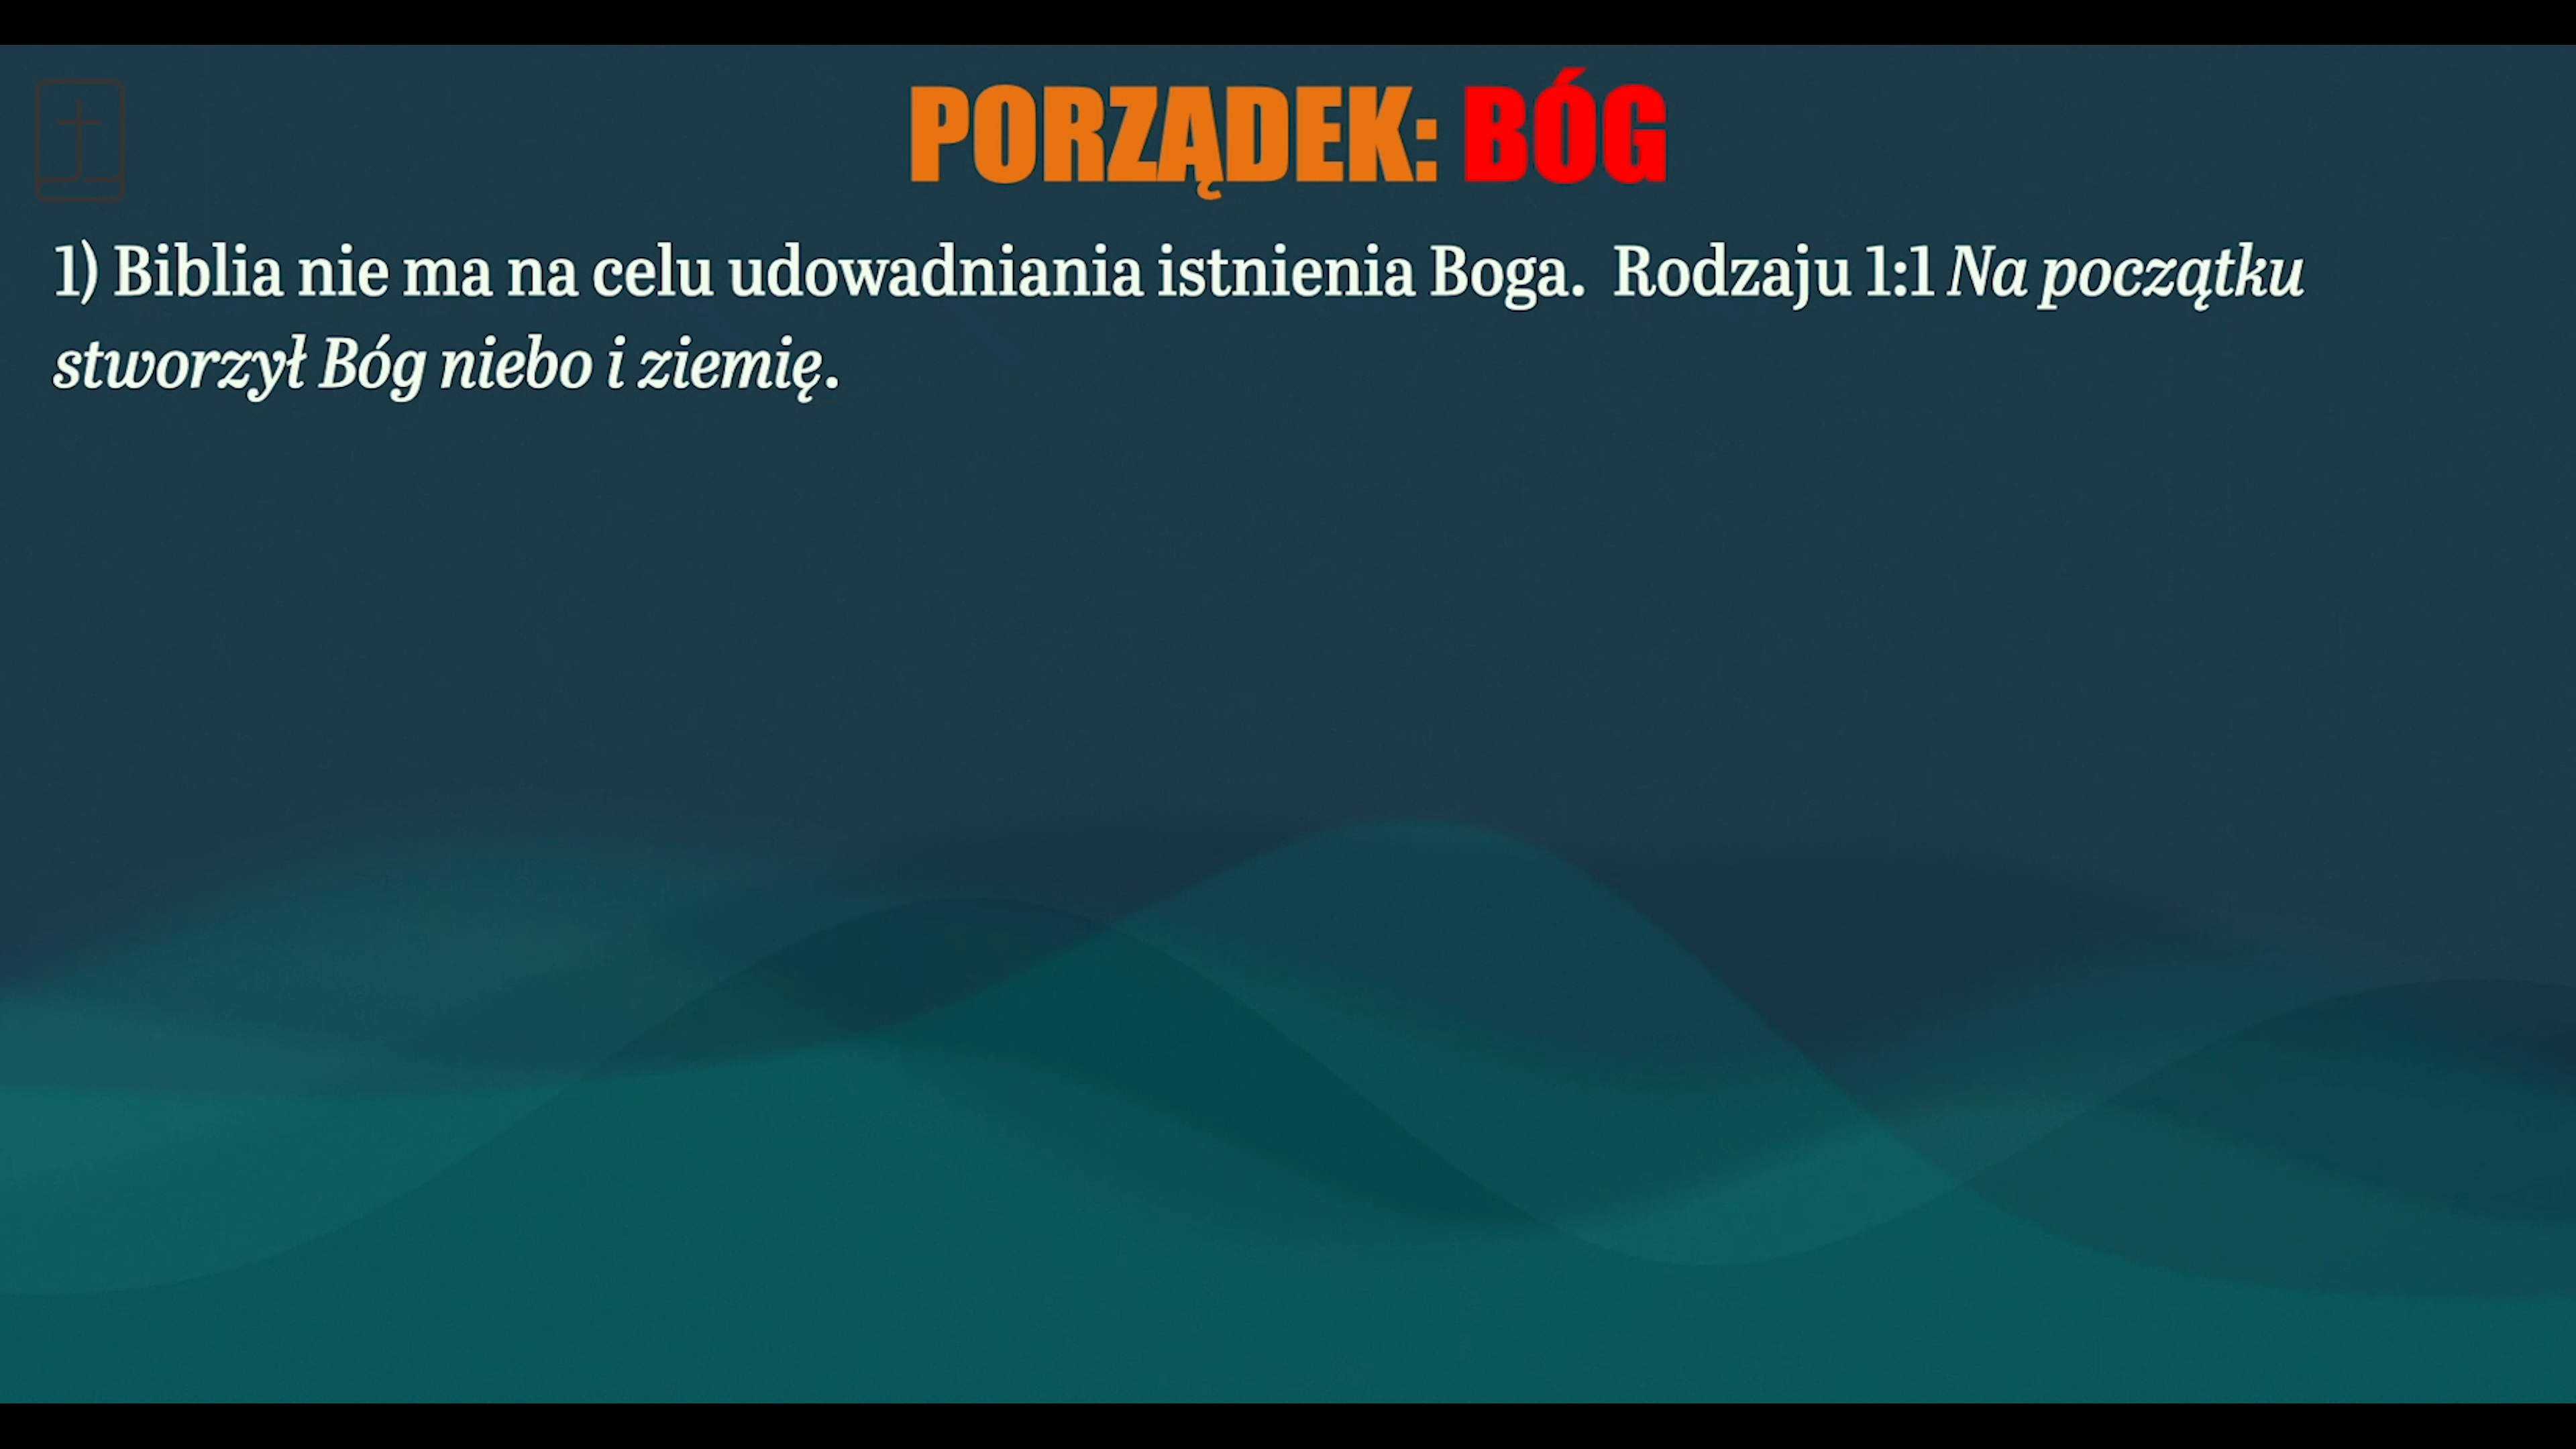 PORZĄDEK: BÓG
1) Biblia nie ma na celu udowadniania istnienia Boga.  Rodzaju 1:1 Na początku
stworzył Bóg niebo i ziemię.